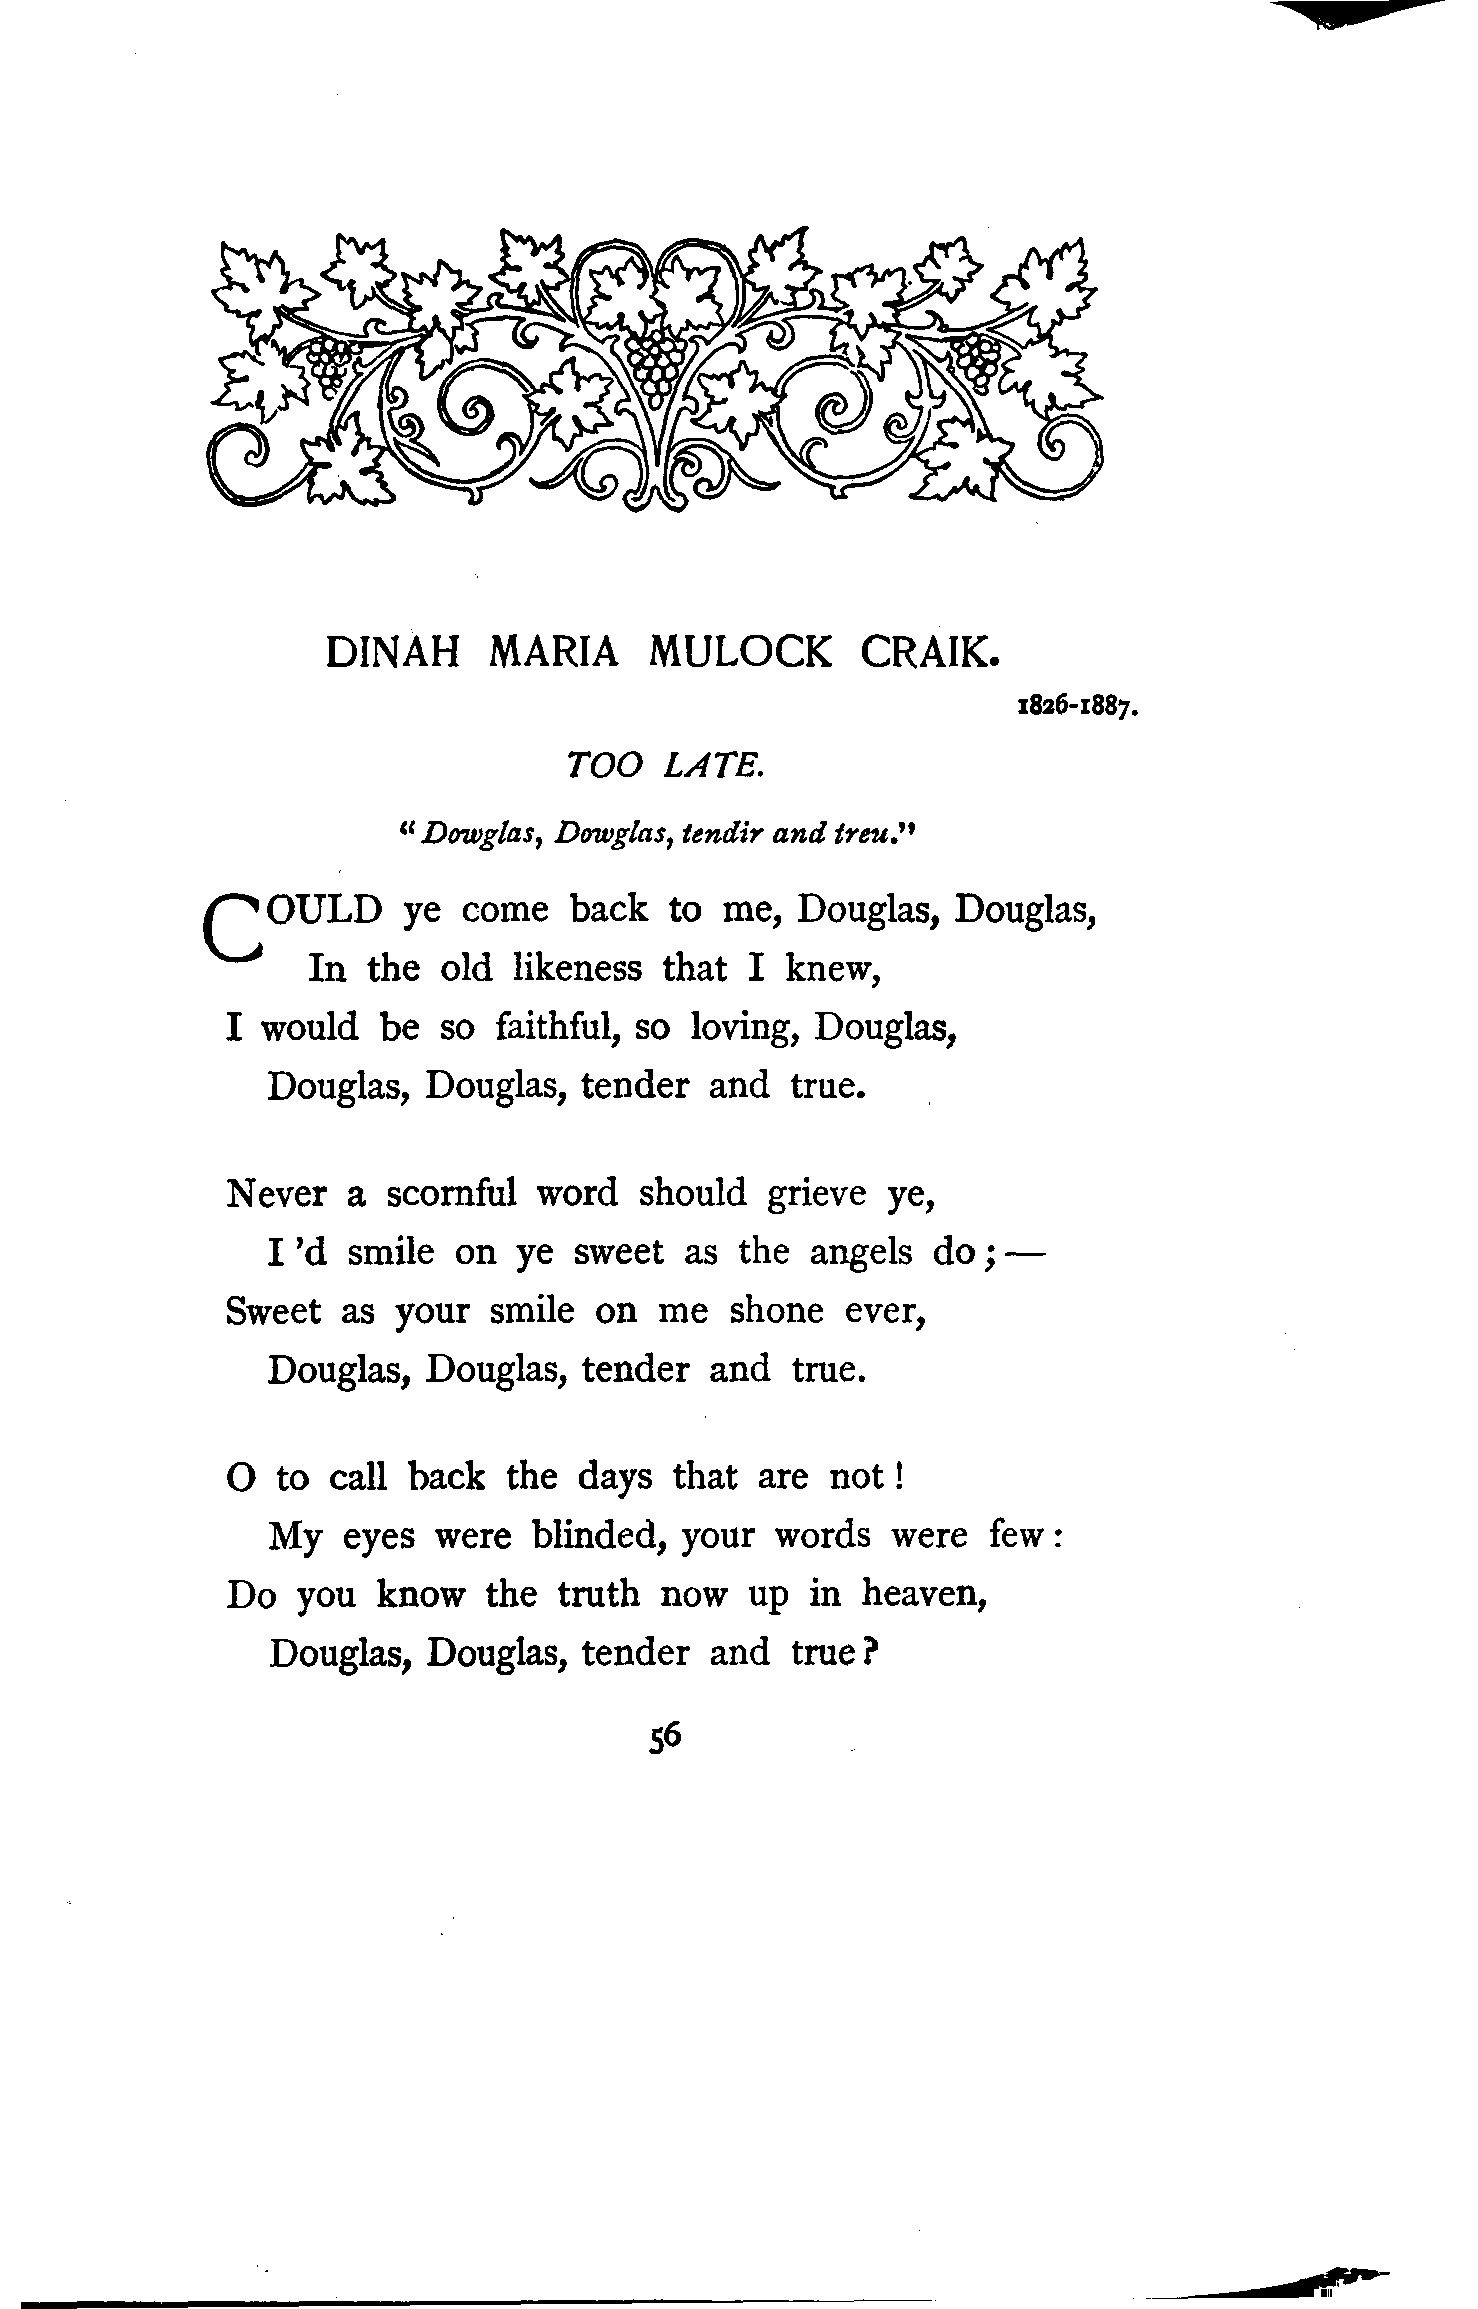 DINAH MARIA MULOCK CRAIK.
1826-1887.
TOO LATE.
“Dowglas, Dowglas, tendir and treu.”
COULD ye come back to me, Douglas, Douglas,
In the old likeness that I knew,
I would be so faithful, so loving, Douglas,
Douglas, Douglas, tender and true.

Never a scornful word should grieve ye,
I 'd smile on ye sweet as the angels do; —
Sweet as your smile on me shone ever,
Douglas, Douglas, tender and true.

O to call back the days that are not!
My eyes were blinded, your words were few:
Do you know the truth now up in heaven,
Douglas, Douglas, tender and true?

56